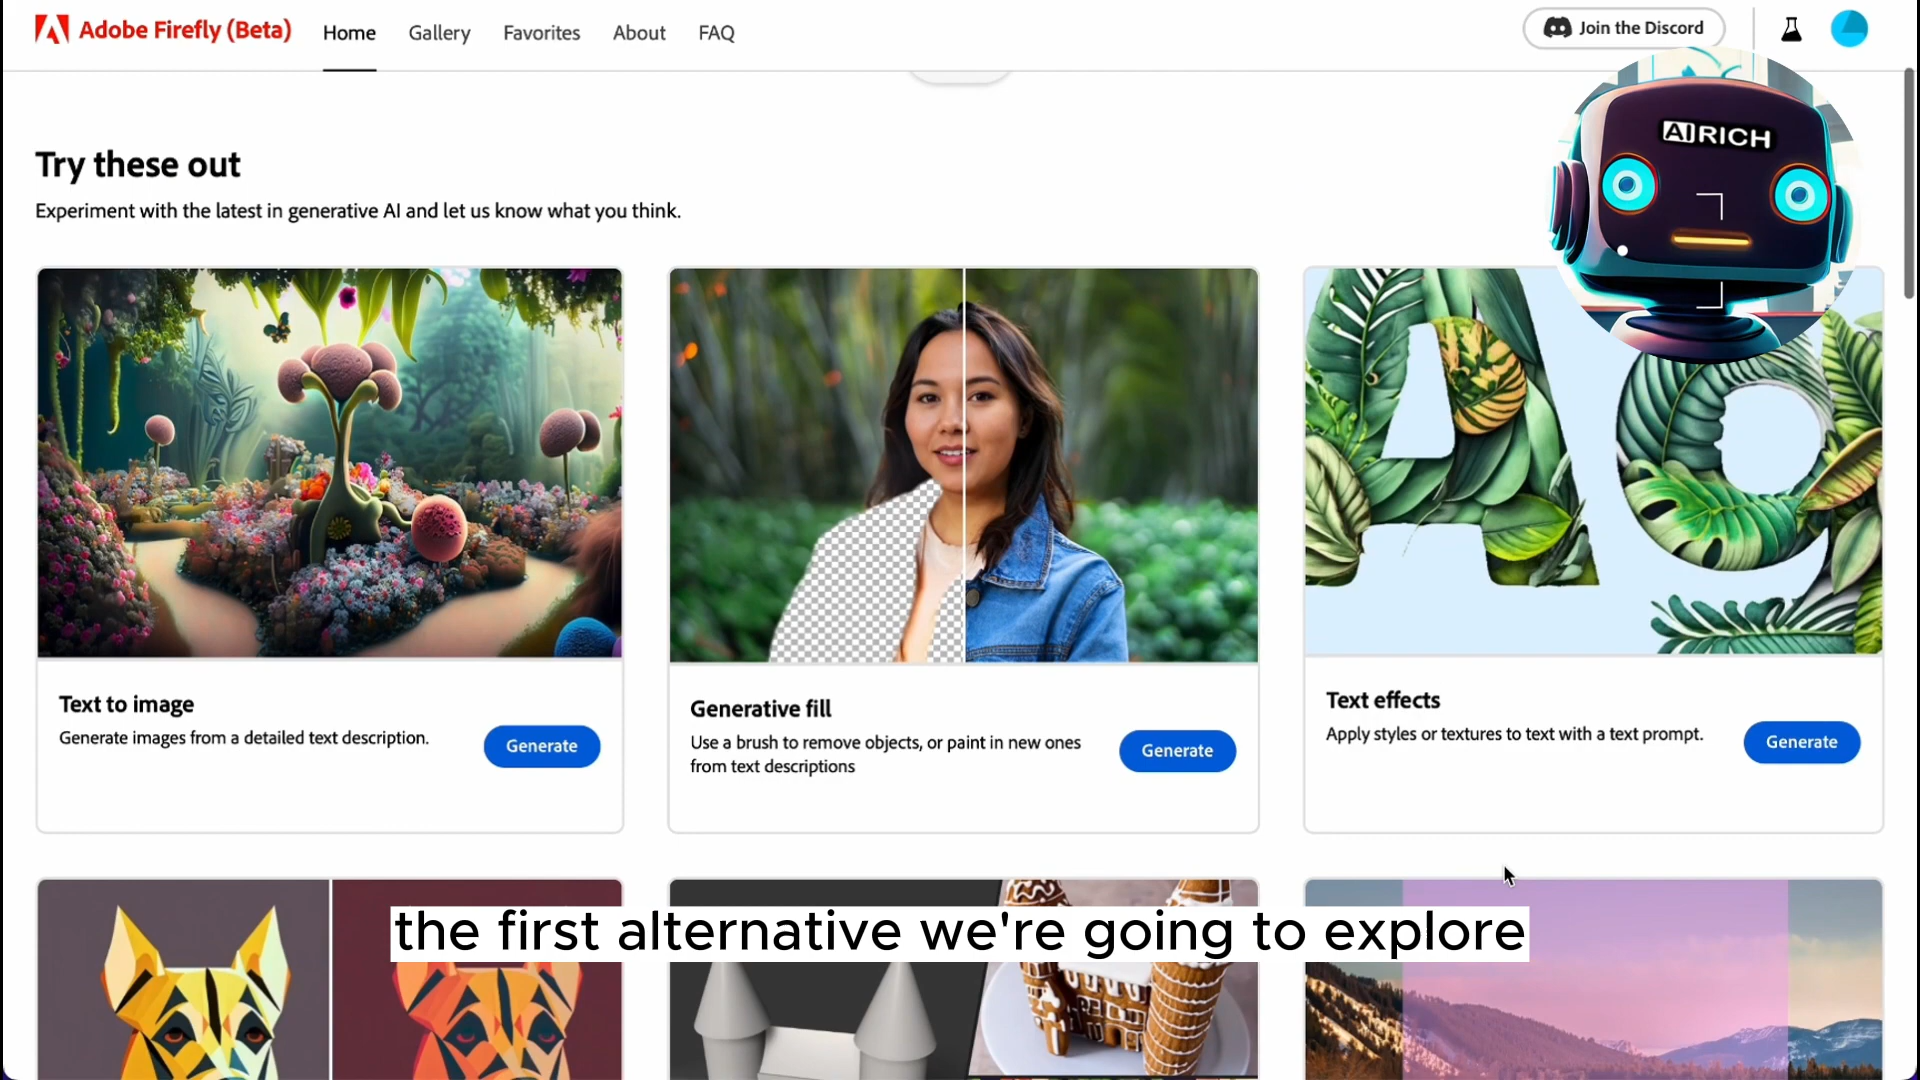 Adobe Firefly (Beta)
Home
Gallery
Favorites
About
FAQ
Join the Discord
AI RICH
Try these out
Experiment with the latest in generative AI and let us know what you think.
Text to image
Generate images from a detailed text description.
Generate
Generative fill
Use a brush to remove objects, or paint in new ones
from text descriptions
Generate
Text effects
Apply styles or textures to text with a text prompt.
Generate
the first alternative we're going to explore